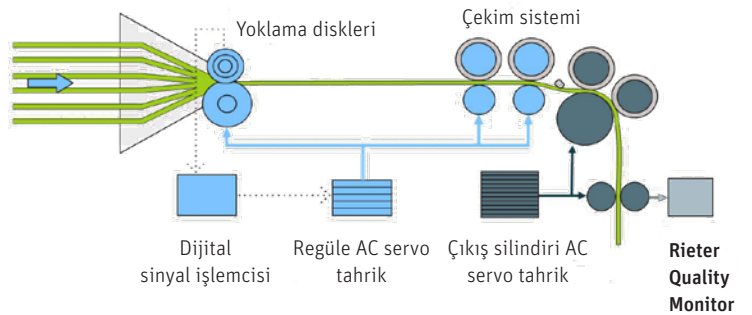 Yoklama diskleri
Çekim sistemi
Dijital
sinyal işlemcisi
Regüle AC servo
tahrik
Çıkış silindiri AC
servo tahrik
Rieter
Quality
Monitor